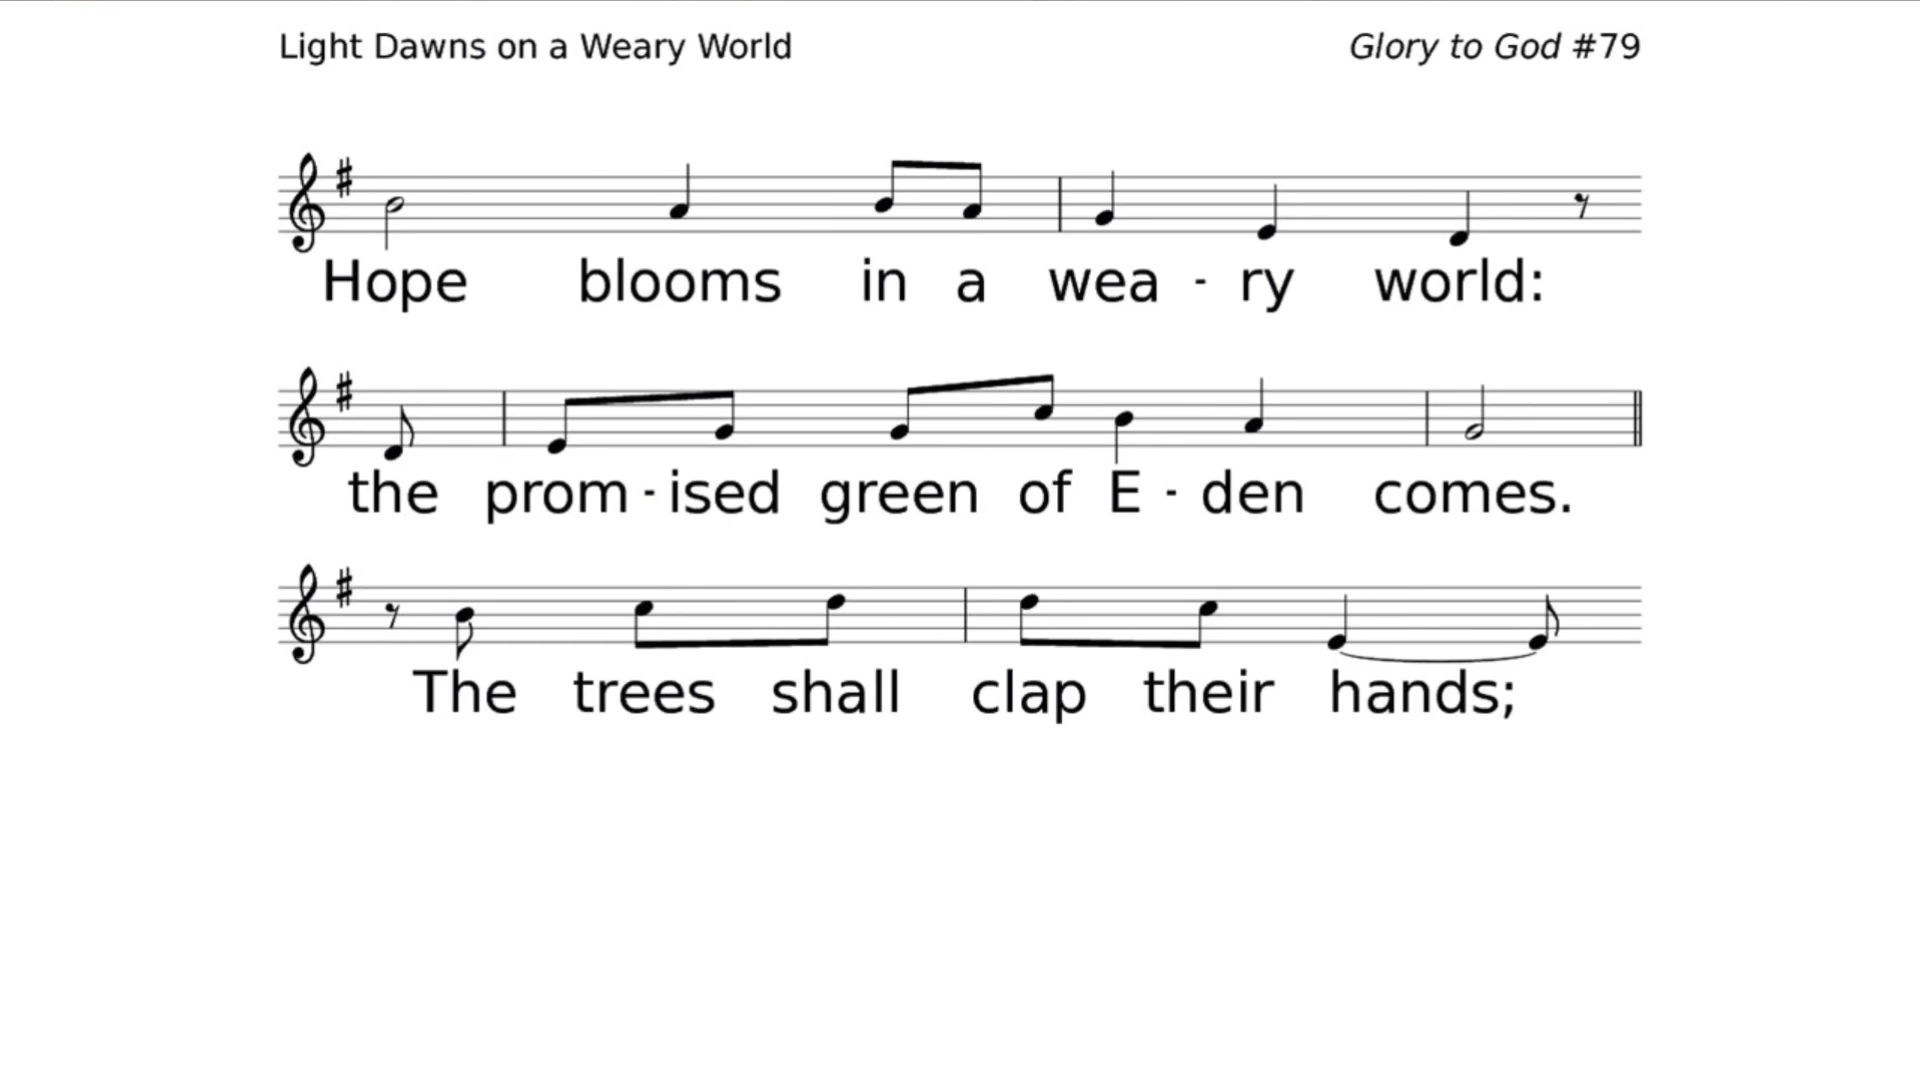 Light Dawns on a Weary World Glory to God #79
Hope blooms in a wea - ry world:
the prom - ised green of E - den comes.
The trees shall clap their hands;